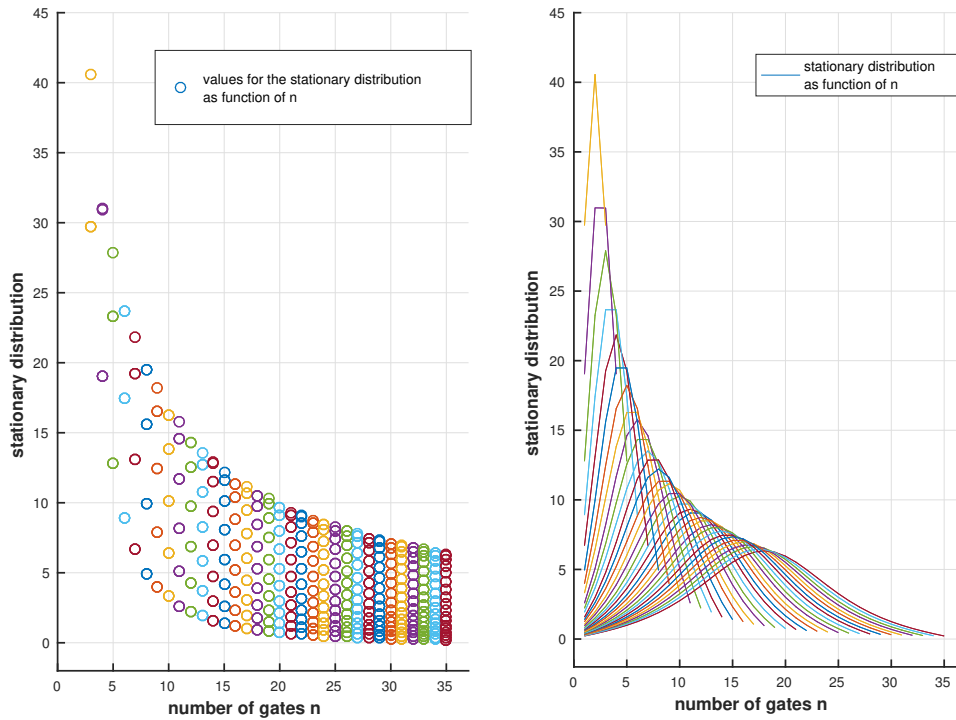 45
40
35
30
25
20
15
10
5
0
0 5 10 15 20 25 30 35
stationary distribution
number of gates n
values for the stationary distribution
as function of n
45
40
35
30
25
20
15
10
5
0
0 5 10 15 20 25 30 35
stationary distribution
number of gates n
stationary distribution
as function of n